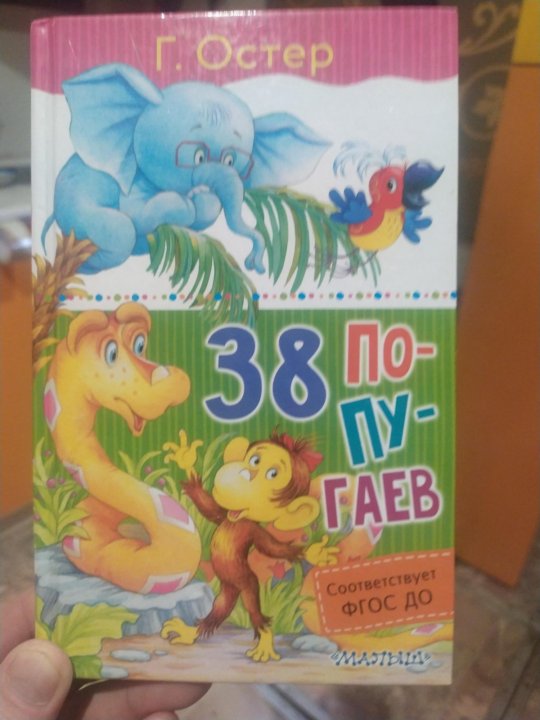 Г. Остер
38 ПО-
ПУ-
ГАЕВ
Соответствует
ФГОС ДО
«МАЛЫШ»